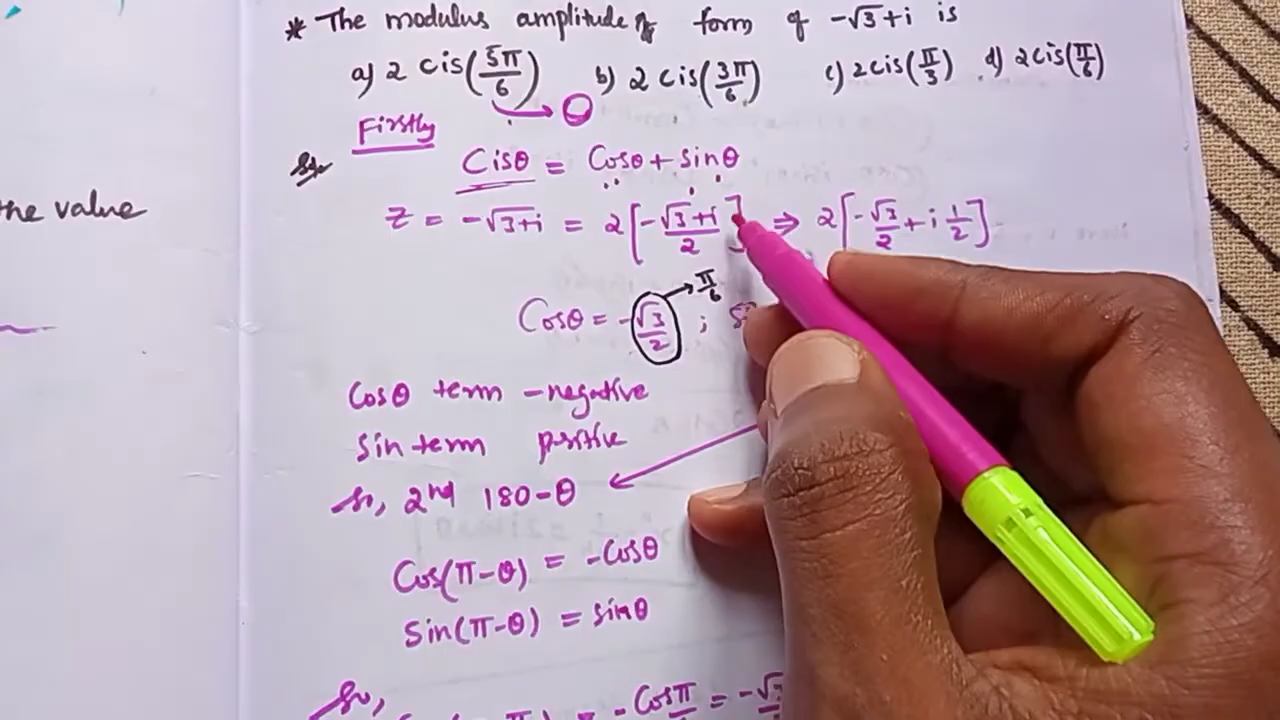 * The modulus amplitude of form of -√3+i is
a) 2 cis(5π/6) b) 2 cis(3π/6) c) 2cis(π/3) d) 2cis(π/6)
Firstly
Sol
Cisθ = Cosθ + sinθ
the value
Z = -√3+i = 2[-√3+i/2] ⇒ 2[-√3/2 + i 1/2]
π/6
Cosθ = -√3/2 ;
Cosθ term - negative
Sin term positive
so, 2nd 180-θ
Cos(π-θ) = -Cosθ
Sin(π-θ) = sinθ
So,